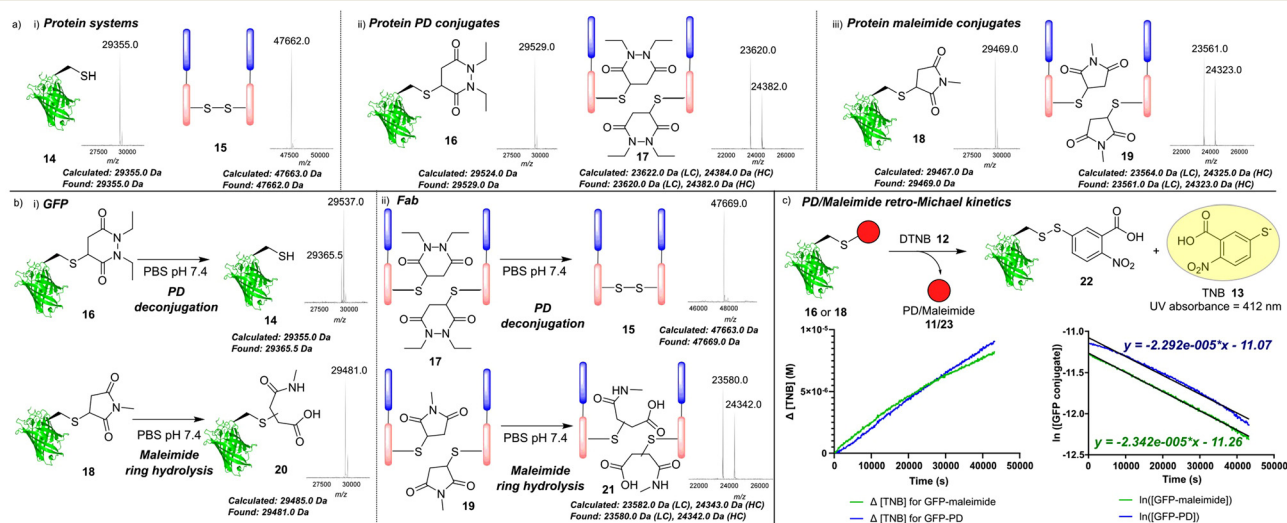 a) i) Protein systems
29355.0
SH
27500 30000
m/z
14
Calculated: 29355.0 Da
Found: 29355.0 Da
47662.0
S S
47500 50000
m/z
15
Calculated: 47663.0 Da
Found: 47662.0 Da
ii) Protein PD conjugates
29529.0
O
N
N
S
O
27500 30000
m/z
16
Calculated: 29524.0 Da
Found: 29529.0 Da
23620.0
24382.0
N N
O O
S S
O O
N N
17
22000 24000 26000
m/z
Calculated: 23622.0 Da (LC), 24384.0 Da (HC)
Found: 23620.0 Da (LC), 24382.0 Da (HC)
iii) Protein maleimide conjugates
29469.0
O
N
S
O
27500 30000
m/z
18
Calculated: 29467.0 Da
Found: 29469.0 Da
23561.0
24323.0
N
O O
S S
O O
N
19
22000 24000 26000
m/z
Calculated: 23564.0 Da (LC), 24325.0 Da (HC)
Found: 23561.0 Da (LC), 24323.0 Da (HC)
b) i) GFP
O
N
N
S
O
16
PBS pH 7.4
PD
deconjugation
SH
14
29537.0
29365.5
27500 30000
m/z
Calculated: 29355.0 Da
Found: 29365.5 Da
O
N
S
O
18
PBS pH 7.4
Maleimide
ring hydrolysis
NH
O
S
OH
O
20
29481.0
27500 30000
m/z
Calculated: 29485.0 Da
Found: 29481.0 Da
ii) Fab
N N
O O
S S
O O
N N
17
PBS pH 7.4
PD
deconjugation
S S
15
47669.0
46000 48000
m/z
Calculated: 47663.0 Da
Found: 47669.0 Da
N
O O
S S
O O
N
19
PBS pH 7.4
Maleimide
ring hydrolysis
HN O
OH
O
S S
O O
OH HN
21
23580.0
24342.0
22000 24000 26000
m/z
Calculated: 23582.0 Da (LC), 24343.0 Da (HC)
Found: 23580.0 Da (LC), 24342.0 Da (HC)
c) PD/Maleimide retro-Michael kinetics
S
16 or 18
DTNB 12
PD/Maleimide
11/23
S S
O
OH
NO2
22
+
O
HO
S-
O2N
TNB 13
UV absorbance = 412 nm
1×10-5
5×10-6
0
Δ [TNB] (M)
0 10000 20000 30000 40000 50000
Time (s)
Δ [TNB] for GFP-maleimide
Δ [TNB] for GFP-PD
-11.0
-11.5
-12.0
-12.5
ln ([GFP conjugate])
y = -2.292e-005*x - 11.07
y = -2.342e-005*x - 11.26
0 10000 20000 30000 40000 50000
Time (s)
ln([GFP-maleimide])
ln([GFP-PD])